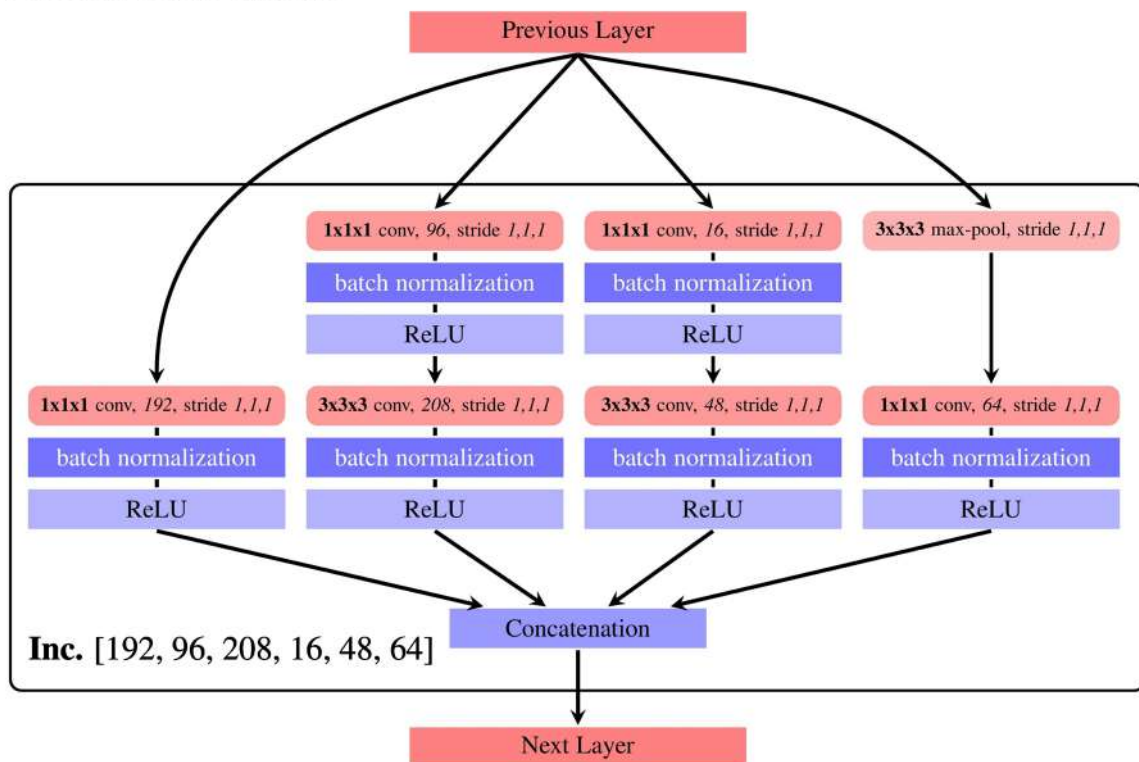 Previous Layer
1x1x1 conv, 96, stride 1,1,1
1x1x1 conv, 16, stride 1,1,1
3x3x3 max-pool, stride 1,1,1
batch normalization
batch normalization
ReLU
ReLU
1x1x1 conv, 192, stride 1,1,1
3x3x3 conv, 208, stride 1,1,1
3x3x3 conv, 48, stride 1,1,1
1x1x1 conv, 64, stride 1,1,1
batch normalization
batch normalization
batch normalization
batch normalization
ReLU
ReLU
ReLU
ReLU
Concatenation
Inc. [192, 96, 208, 16, 48, 64]
Next Layer